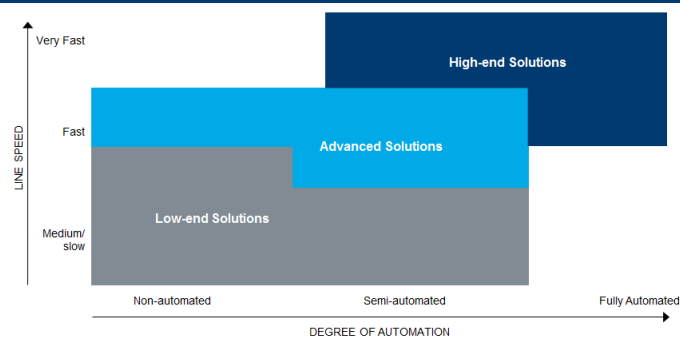 Very Fast
High-end Solutions
Fast
Advanced Solutions
LINE SPEED
Low-end Solutions
Medium/
slow
Non-automated
Semi-automated
Fully Automated
DEGREE OF AUTOMATION